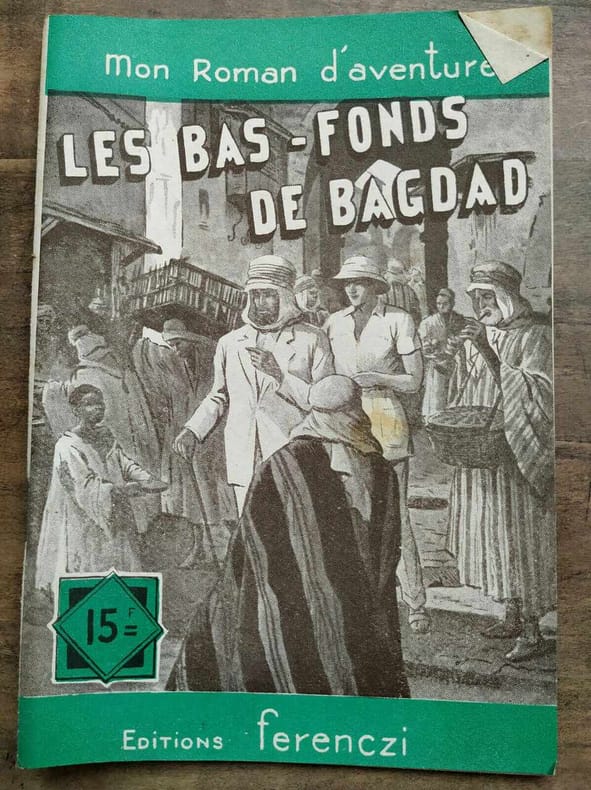 Mon Roman d'aventure
LES BAS-FONDS
DE BAGDAD
15F=
Editions ferenczi